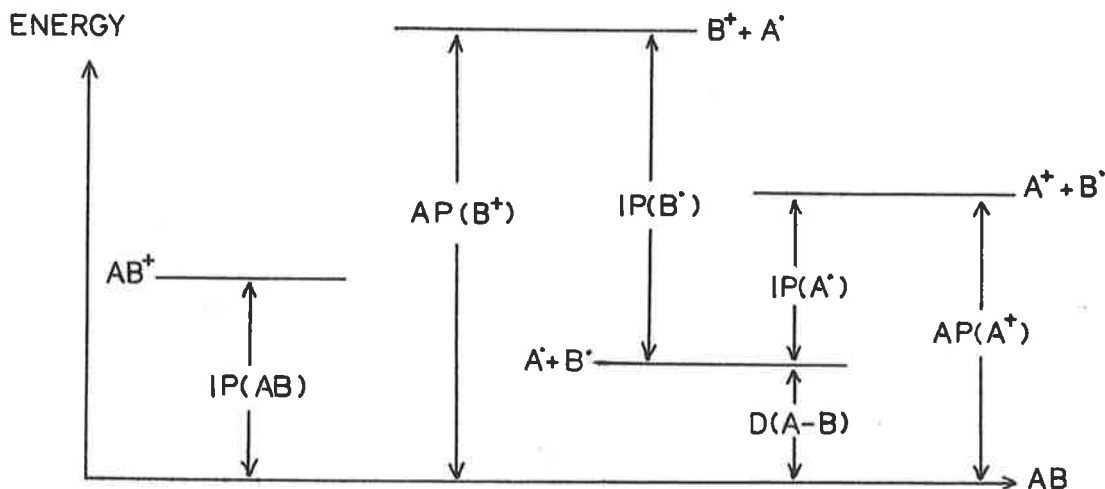 ENERGY
B⁺ + A˙
AP(B⁺)
IP(B˙)
A⁺ + B˙
AB⁺
IP(A˙)
AP(A⁺)
A˙ + B˙
IP(AB)
D(A-B)
AB